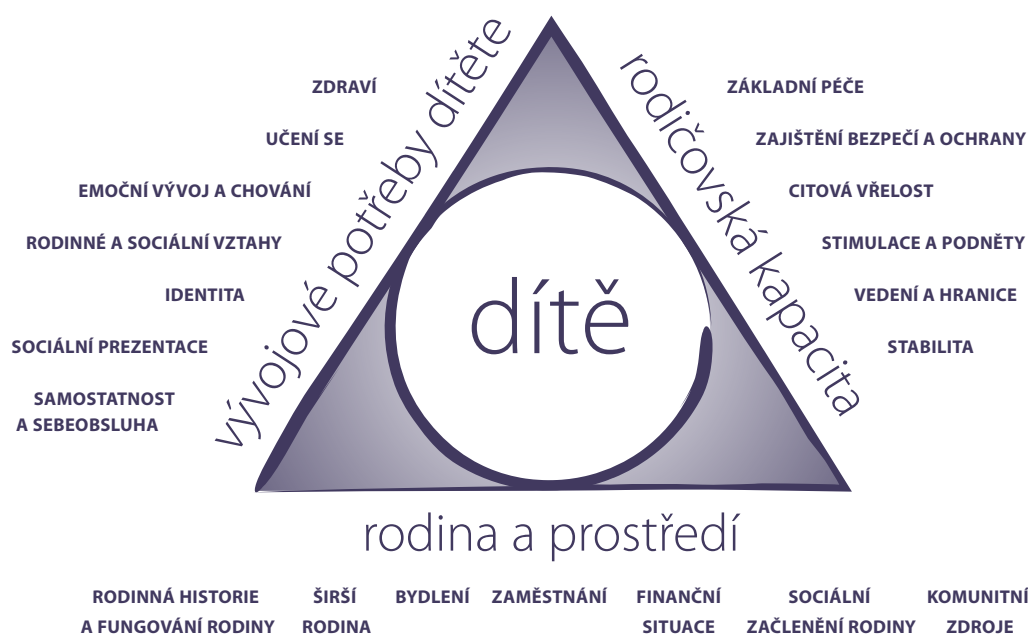 vývojové potřeby dítěte
ZDRAVÍ
UČENÍ SE
EMOČNÍ VÝVOJ A CHOVÁNÍ
RODINNÉ A SOCIÁLNÍ VZTAHY
IDENTITA
SOCIÁLNÍ PREZENTACE
SAMOSTATNOST
A SEBEOBSLUHA
dítě
rodičovská kapacita
ZÁKLADNÍ PÉČE
ZAJIŠTĚNÍ BEZPEČÍ A OCHRANY
CITOVÁ VŘELOST
STIMULACE A PODNĚTY
VEDENÍ A HRANICE
STABILITA
rodina a prostředí
RODINNÁ HISTORIE
A FUNGOVÁNÍ RODINY
ŠIRŠÍ
RODINA
BYDLENÍ
ZAMĚSTNÁNÍ
FINANČNÍ
SITUACE
SOCIÁLNÍ
ZAČLENĚNÍ RODINY
KOMUNITNÍ
ZDROJE